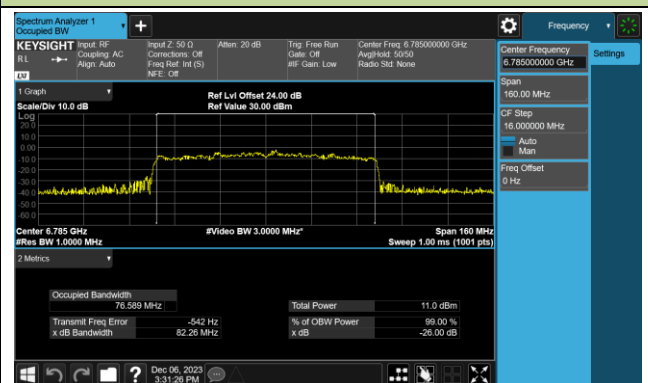 Spectrum Analyzer 1
Occupied BW
+
Frequency
KEYSIGHT
RL
Input: RF
Coupling: AC
Align: Auto
Input Z: 50 Ω
Corrections: Off
Freq Ref: Int (S)
NFE: Off
Atten: 20 dB
Trig: Free Run
Gate: Off
#IF Gain: Low
Center Freq: 6.785000000 GHz
Avg|Hold: 50/50
Radio Std: None
LXI
Center Frequency
6.785000000 GHz
Settings
Span
160.00 MHz
CF Step
16.000000 MHz
Auto
Man
Freq Offset
0 Hz
1 Graph
Scale/Div 10.0 dB
Ref Lvl Offset 24.00 dB
Ref Value 30.00 dBm
Log
20.0
10.0
0.00
-10.0
-20.0
-30.0
-40.0
-50.0
-60.0
Center 6.785 GHz
#Res BW 1.0000 MHz
#Video BW 3.0000 MHz*
Span 160 MHz
Sweep 1.00 ms (1001 pts)
2 Metrics
Occupied Bandwidth
76.589 MHz
Total Power 11.0 dBm
Transmit Freq Error -542 Hz
% of OBW Power 99.00 %
x dB Bandwidth 82.26 MHz
x dB -26.00 dB
?
Dec 06, 2023
3:31:26 PM